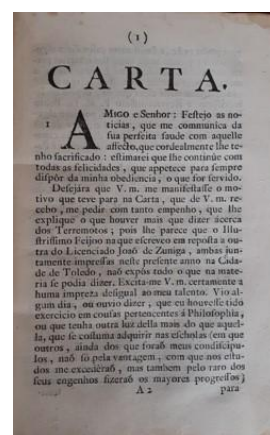 (1)
CARTA.
1 AMIGO e Senhor : Festejo as no-
ticias , que me communica da
sua perfeita saude com aquelle
affecto, que cordealmente lhe te-
nho sacrificado : estimarei que lhe continûe com
todas as felicidades , que appetece para sempre
dispôr da minha obediencia , o que for servido.
Desejára que V. m. me manifestasse o mo-
tivo que teve para na Carta , que de V. m. re-
cebo , me pedir com tanto empenho , que lhe
explique o que houver mais que dizer ácerca
dos Terremotos ; pois lhe parece que o Illu-
strissimo Feijoo na que escreveo em reposta a ou-
tra do Licenciado José de Zuniga , ambas jun-
tamente impressas neste presente anno na Cida-
de de Toledo , naõ expôs todo o que na mate-
ria se podia dizer. Excita-me V. m. certamente a
huma impreza desigual ao meu talento. Vio al-
gum dia , ou ouvio dizer , que eu houvesse tido
exercicio em cousas pertencentes á Philosophia ,
ou que tenha outra luz della mais do que aquel-
la, que se costuma adquirir nas escholas (em que
outros , ainda dos que foraõ meus condiscipu-
los , naõ só pela vantagem , com que nos estu-
dos me excedêraõ , mas tambem pelo raro dos
seus engenhos fizeraõ os mayores progressos)
A 2
para